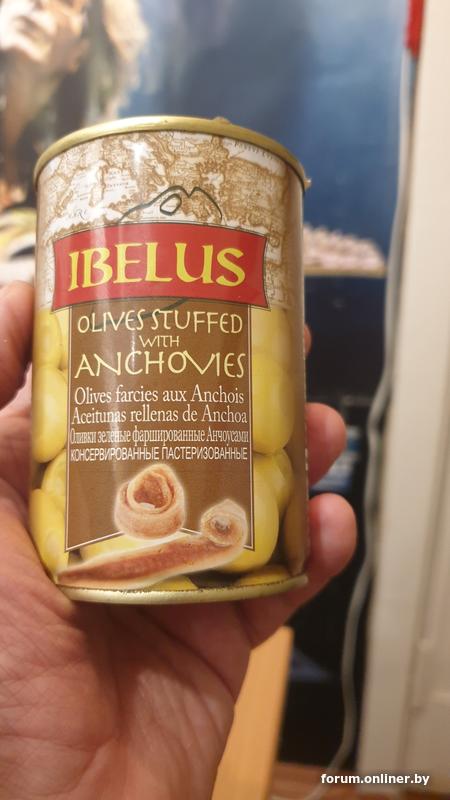 IBELUS
OLIVES STUFFED
WITH
ANCHOVIES
Olives farcies aux Anchois
Aceitunas rellenas de Anchoa
Оливки зелёные фаршированные Анчоусами
КОНСЕРВИРОВАННЫЕ ПАСТЕРИЗОВАННЫЕ
forum.onliner.by